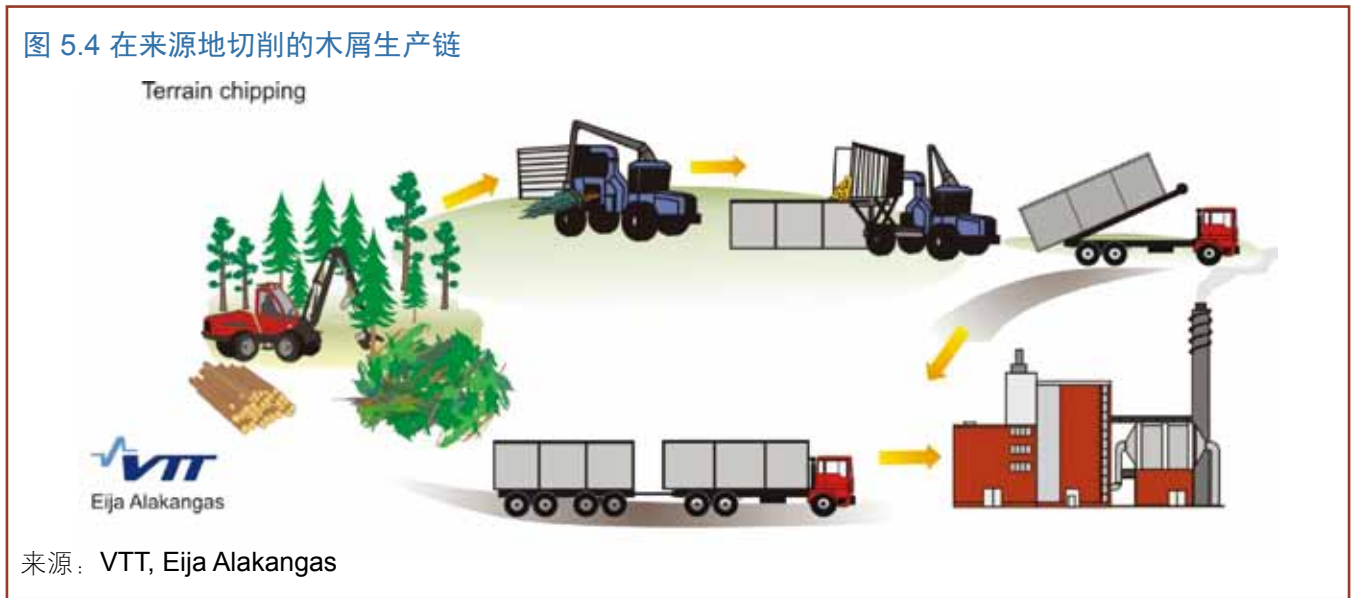 图 5.4 在来源地切削的木屑生产链
Terrain chipping
VTT
Eija Alakangas
来源：VTT, Eija Alakangas